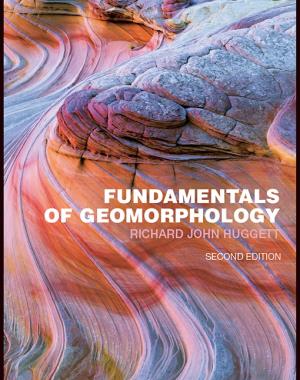 FUNDAMENTALS
OF GEOMORPHOLOGY
RICHARD JOHN HUGGETT
SECOND EDITION